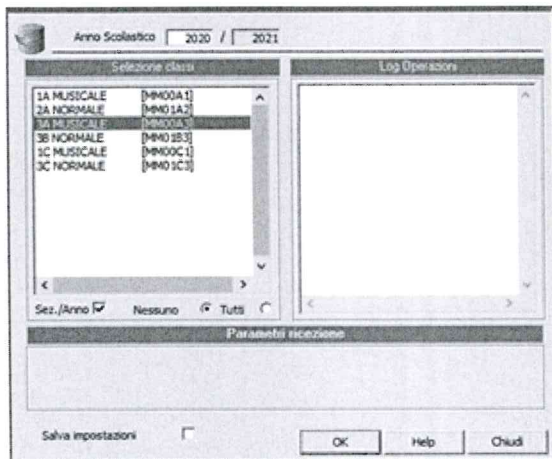 Anno Scolastico 2020 / 2021
Selezione classi
Log Operazioni
1A MUSICALE [MM00A1]
2A NORMALE [MM01A2]
3A MUSICALE [MM00A3]
3B NORMALE [MM01B3]
1C MUSICALE [MM00C1]
3C NORMALE [MM01C3]
Sez./Anno Nessuno Tutti
Parametri ricezione
Salva impostazioni
OK Help Chiudi